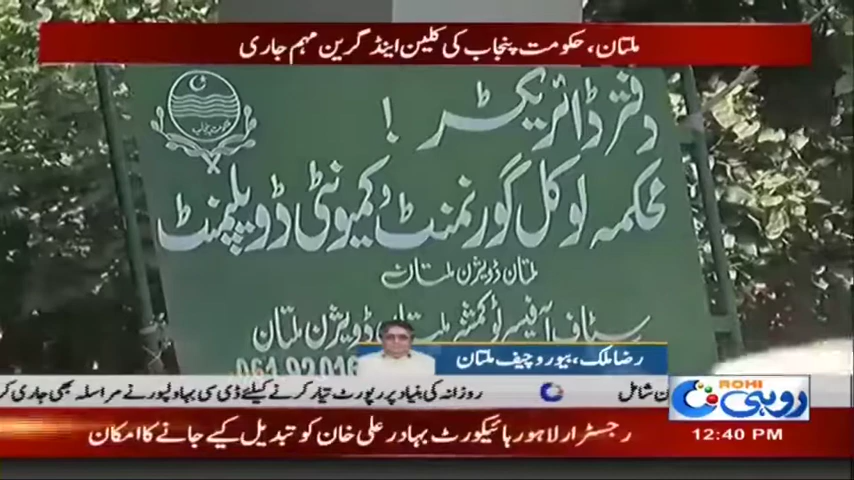 ملتان، حکومت پنجاب کی کلین اینڈ گرین مہم جاری
دفتر ڈائریکٹر !
محکمہ لوکل گورنمنٹ و کمیونٹی ڈویلپمنٹ
ملتان ڈویژن ملتان
سٹاف آفیسر ٹو کمشنر ملتان ڈویژن ملتان
رضا ملک، بیورو چیف ملتان
ن شامل
روزانہ کی بنیاد پر رپورٹ تیار کرنے کیلئے ڈی سی بہاولپور نے مراسلہ بھی جاری کر
ROHI
روہی
12:40 PM
رجسٹرار لاہور ہائیکورٹ بہادر علی خان کو تبدیل کیے جانے کا امکان